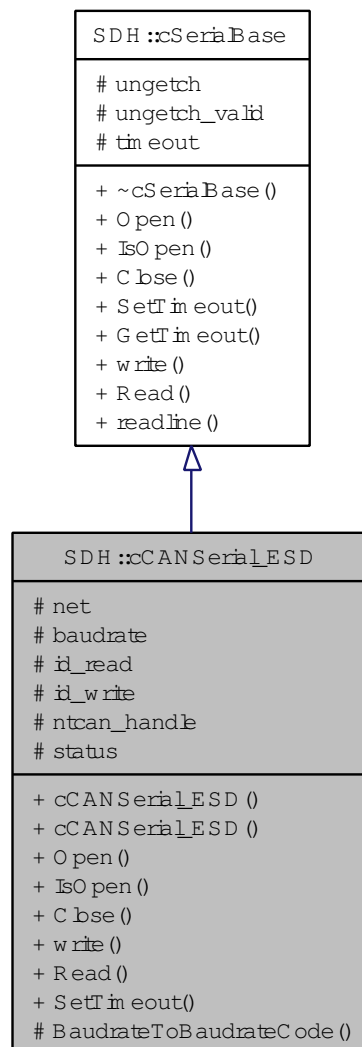 SDH::cSerialBase
# ungetch
# ungetch_valid
# timeout
+ ~cSerialBase()
+ Open()
+ IsOpen()
+ Close()
+ SetTimeout()
+ GetTimeout()
+ write()
+ Read()
+ readline()
SDH::cCANSerial_ESD
# net
# baudrate
# id_read
# id_write
# ntcan_handle
# status
+ cCANSerial_ESD()
+ cCANSerial_ESD()
+ Open()
+ IsOpen()
+ Close()
+ write()
+ Read()
+ SetTimeout()
# BaudrateToBaudrateCode()